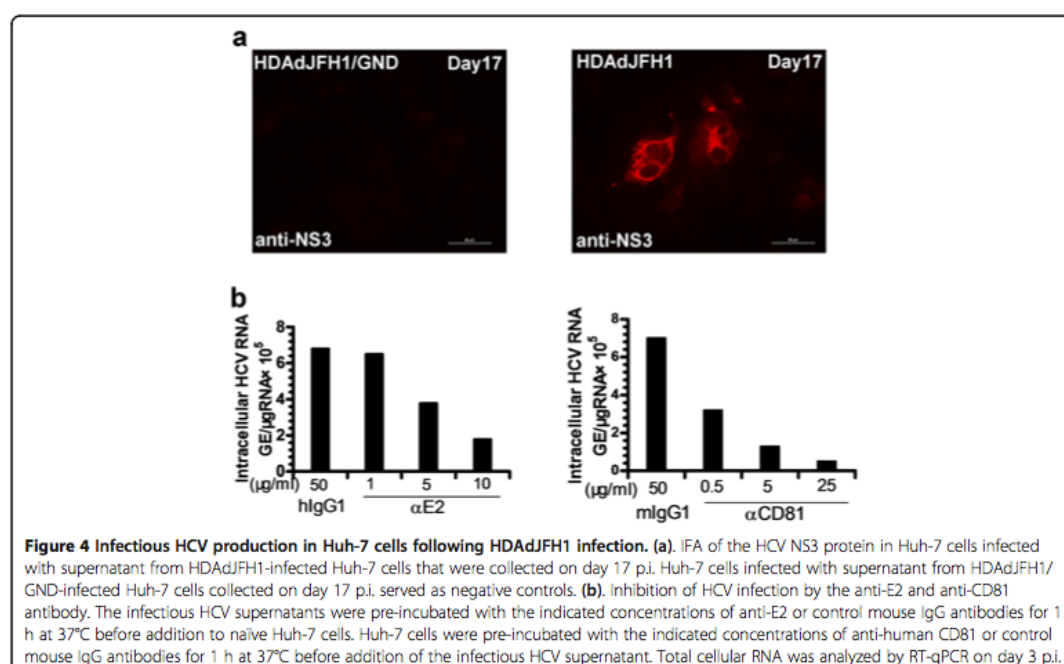 a
HDAdJFH1/GND Day17
anti-NS3
HDAdJFH1 Day17
anti-NS3
b
Intracellular HCV RNA
GE/µgRNA× 10⁵
8
6
4
2
0
(µg/ml) 50 1 5 10
hIgG1 αE2
Intracellular HCV RNA
GE/µgRNA× 10⁵
8
6
4
2
0
(µg/ml) 50 0.5 5 25
mIgG1 αCD81
Figure 4 Infectious HCV production in Huh-7 cells following HDAdJFH1 infection. (a). IFA of the HCV NS3 protein in Huh-7 cells infected
with supernatant from HDAdJFH1-infected Huh-7 cells that were collected on day 17 p.i. Huh-7 cells infected with supernatant from HDAdJFH1/
GND-infected Huh-7 cells collected on day 17 p.i. served as negative controls. (b). Inhibition of HCV infection by the anti-E2 and anti-CD81
antibody. The infectious HCV supernatants were pre-incubated with the indicated concentrations of anti-E2 or control mouse IgG antibodies for 1
h at 37°C before addition to naïve Huh-7 cells. Huh-7 cells were pre-incubated with the indicated concentrations of anti-human CD81 or control
mouse IgG antibodies for 1 h at 37°C before addition of the infectious HCV supernatant. Total cellular RNA was analyzed by RT-qPCR on day 3 p.i.